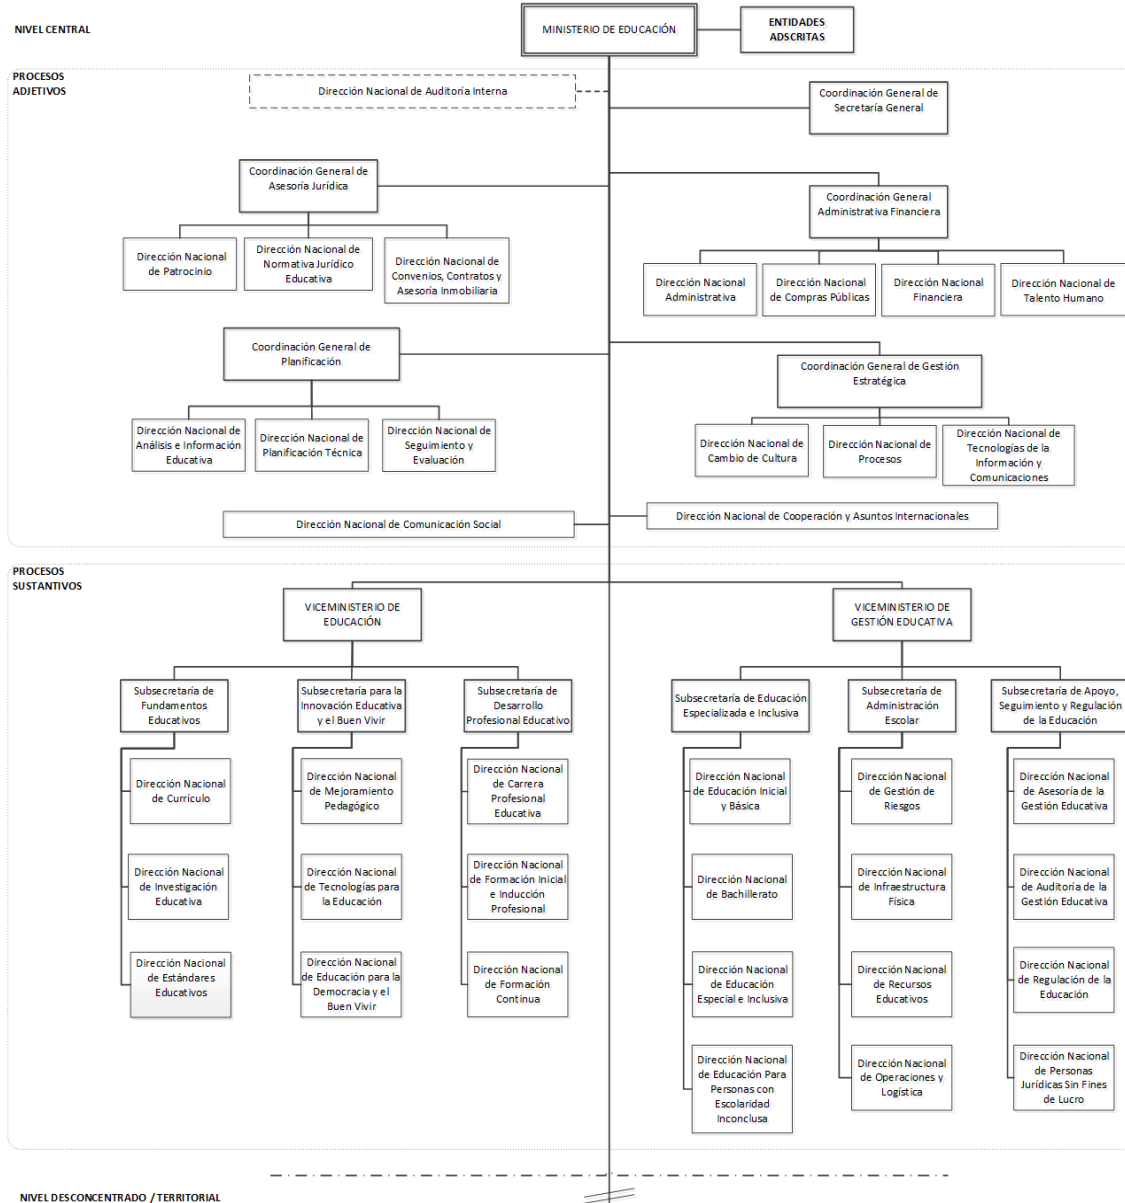 NIVEL CENTRAL
MINISTERIO DE EDUCACIÓN
ENTIDADES
ADSCRITAS
PROCESOS
ADJETIVOS
Dirección Nacional de Auditoría Interna
Coordinación General de
Secretaría General
Coordinación General de
Asesoría Jurídica
Coordinación General
Administrativa Financiera
Dirección Nacional
de Patrocinio
Dirección Nacional de
Normativa Jurídico
Educativa
Dirección Nacional de
Convenios, Contratos y
Asesoría Inmobiliaria
Dirección Nacional
Administrativa
Dirección Nacional
de Compras Públicas
Dirección Nacional
Financiera
Dirección Nacional de
Talento Humano
Coordinación General de
Planificación
Coordinación General de Gestión
Estratégica
Dirección Nacional de
Análisis e Información
Educativa
Dirección Nacional de
Planificación Técnica
Dirección Nacional de
Seguimiento y
Evaluación
Dirección Nacional de
Cambio de Cultura
Dirección Nacional de
Procesos
Dirección Nacional de
Tecnologías de la
Información y
Comunicaciones
Dirección Nacional de Comunicación Social
Dirección Nacional de Cooperación y Asuntos Internacionales
PROCESOS
SUSTANTIVOS
VICEMINISTERIO DE
EDUCACIÓN
VICEMINISTERIO DE
GESTIÓN EDUCATIVA
Subsecretaría de
Fundamentos
Educativos
Subsecretaría para la
Innovación Educativa
y el Buen Vivir
Subsecretaría de
Desarrollo
Profesional Educativo
Subsecretaría de Educación
Especializada e Inclusiva
Subsecretaría de
Administración
Escolar
Subsecretaría de Apoyo,
Seguimiento y Regulación
de la Educación
Dirección Nacional
de Currículo
Dirección Nacional
de Mejoramiento
Pedagógico
Dirección Nacional
de Carrera
Profesional
Educativa
Dirección Nacional
de Educación Inicial
y Básica
Dirección Nacional
de Gestión de
Riesgos
Dirección Nacional
de Asesoría de la
Gestión Educativa
Dirección Nacional
de Investigación
Educativa
Dirección Nacional
de Tecnologías para
la Educación
Dirección Nacional
de Formación Inicial
e Inducción
Profesional
Dirección Nacional
de Bachillerato
Dirección Nacional
de Infraestructura
Física
Dirección Nacional
de Auditoría de la
Gestión Educativa
Dirección Nacional
de Estándares
Educativos
Dirección Nacional
de Educación para la
Democracia y el
Buen Vivir
Dirección Nacional
de Formación
Continua
Dirección Nacional
de Educación
Especial e Inclusiva
Dirección Nacional
de Recursos
Educativos
Dirección Nacional
de Regulación de la
Educación
Dirección Nacional
de Educación Para
Personas con
Escolaridad
Inconclusa
Dirección Nacional
de Operaciones y
Logística
Dirección Nacional
de Personas
Jurídicas Sin Fines
de Lucro
NIVEL DESCONCENTRADO / TERRITORIAL